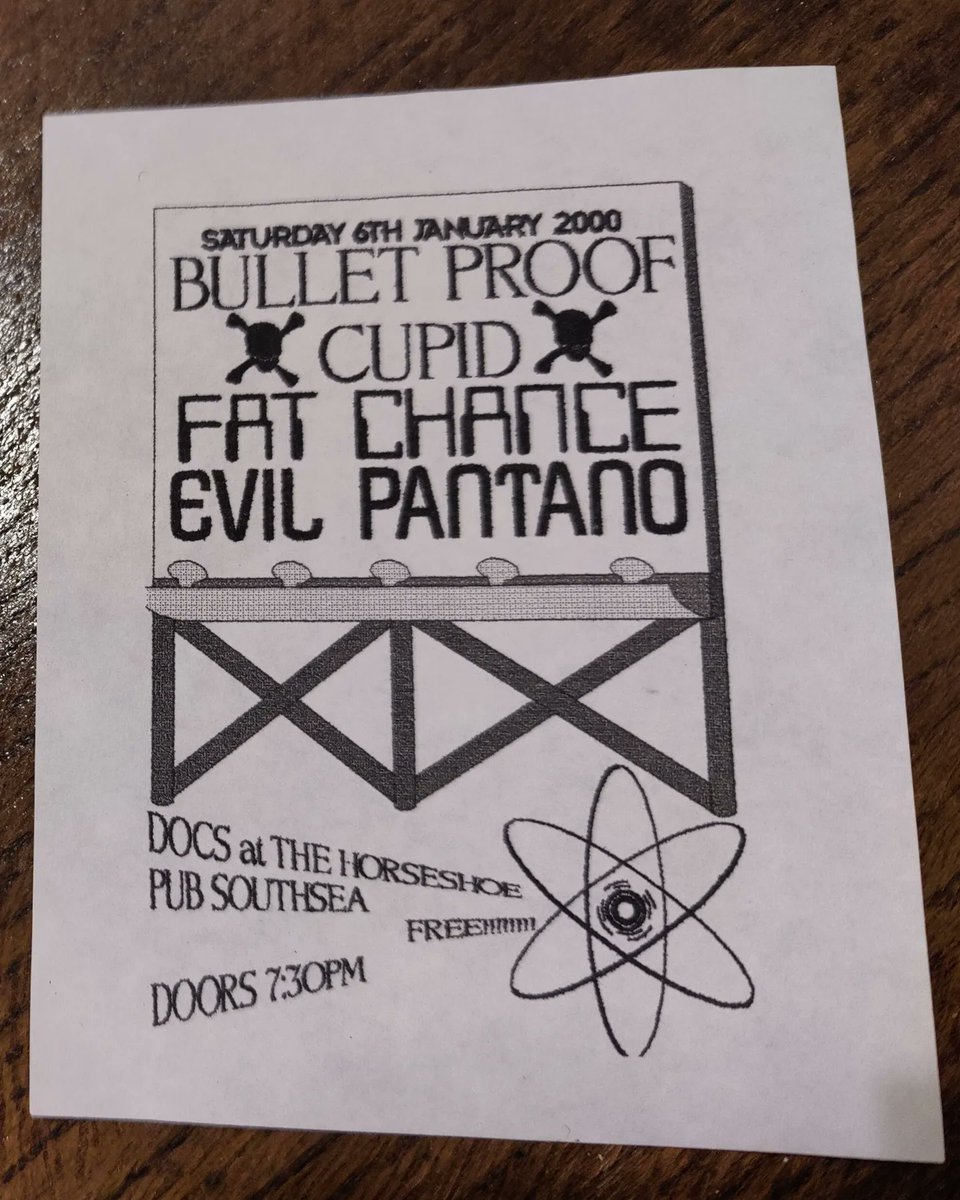 SATURDAY 6TH JANUARY 2000
BULLET PROOF
CUPID
FAT CHANCE
EVIL PANTANO
DOCS at THE HORSESHOE
PUB SOUTHSEA
FREE!!!!!!!!!
DOORS 7:30PM